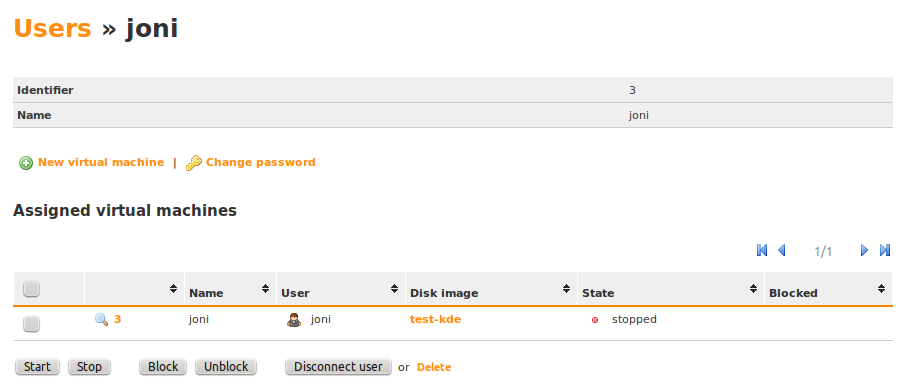 Users » joni
Identifier 3
Name joni
New virtual machine | Change password
Assigned virtual machines
1/1
Name User Disk image State Blocked
3 joni joni test-kde stopped
Start Stop Block Unblock Disconnect user or Delete